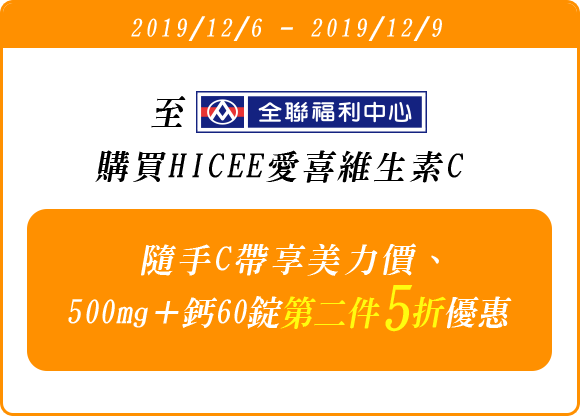 2019/12/6 - 2019/12/9
至 全聯福利中心
購買HICEE愛喜維生素C
隨手C帶享美力價、
500mg＋鈣60錠第二件5折優惠